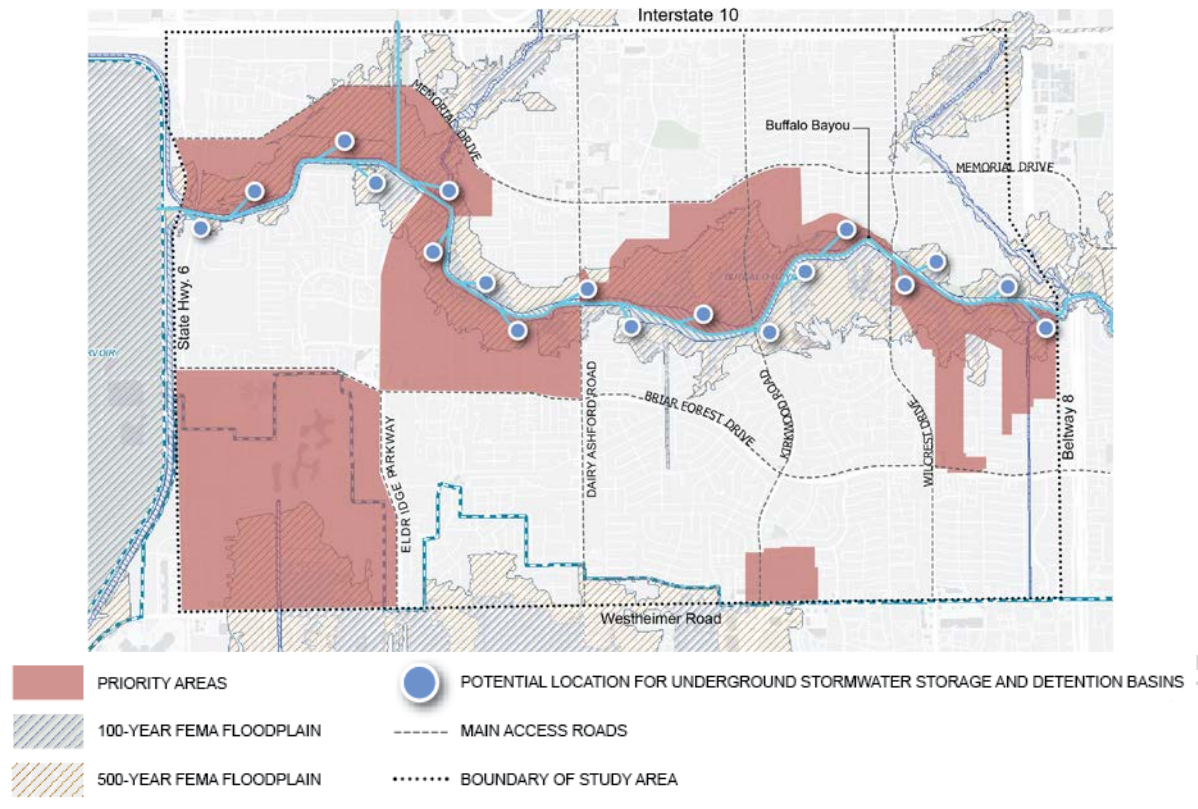 Interstate 10
MEMORIAL DRIVE
Buffalo Bayou
MEMORIAL DRIVE
State Hwy. 6
ELDRIDGE PARKWAY
DAIRY ASHFORD ROAD
BRIAR FOREST DRIVE
KIRKWOOD ROAD
WILCREST DRIVE
Beltway 8
Westheimer Road
PRIORITY AREAS
POTENTIAL LOCATION FOR UNDERGROUND STORMWATER STORAGE AND DETENTION BASINS
100-YEAR FEMA FLOODPLAIN
MAIN ACCESS ROADS
500-YEAR FEMA FLOODPLAIN
BOUNDARY OF STUDY AREA